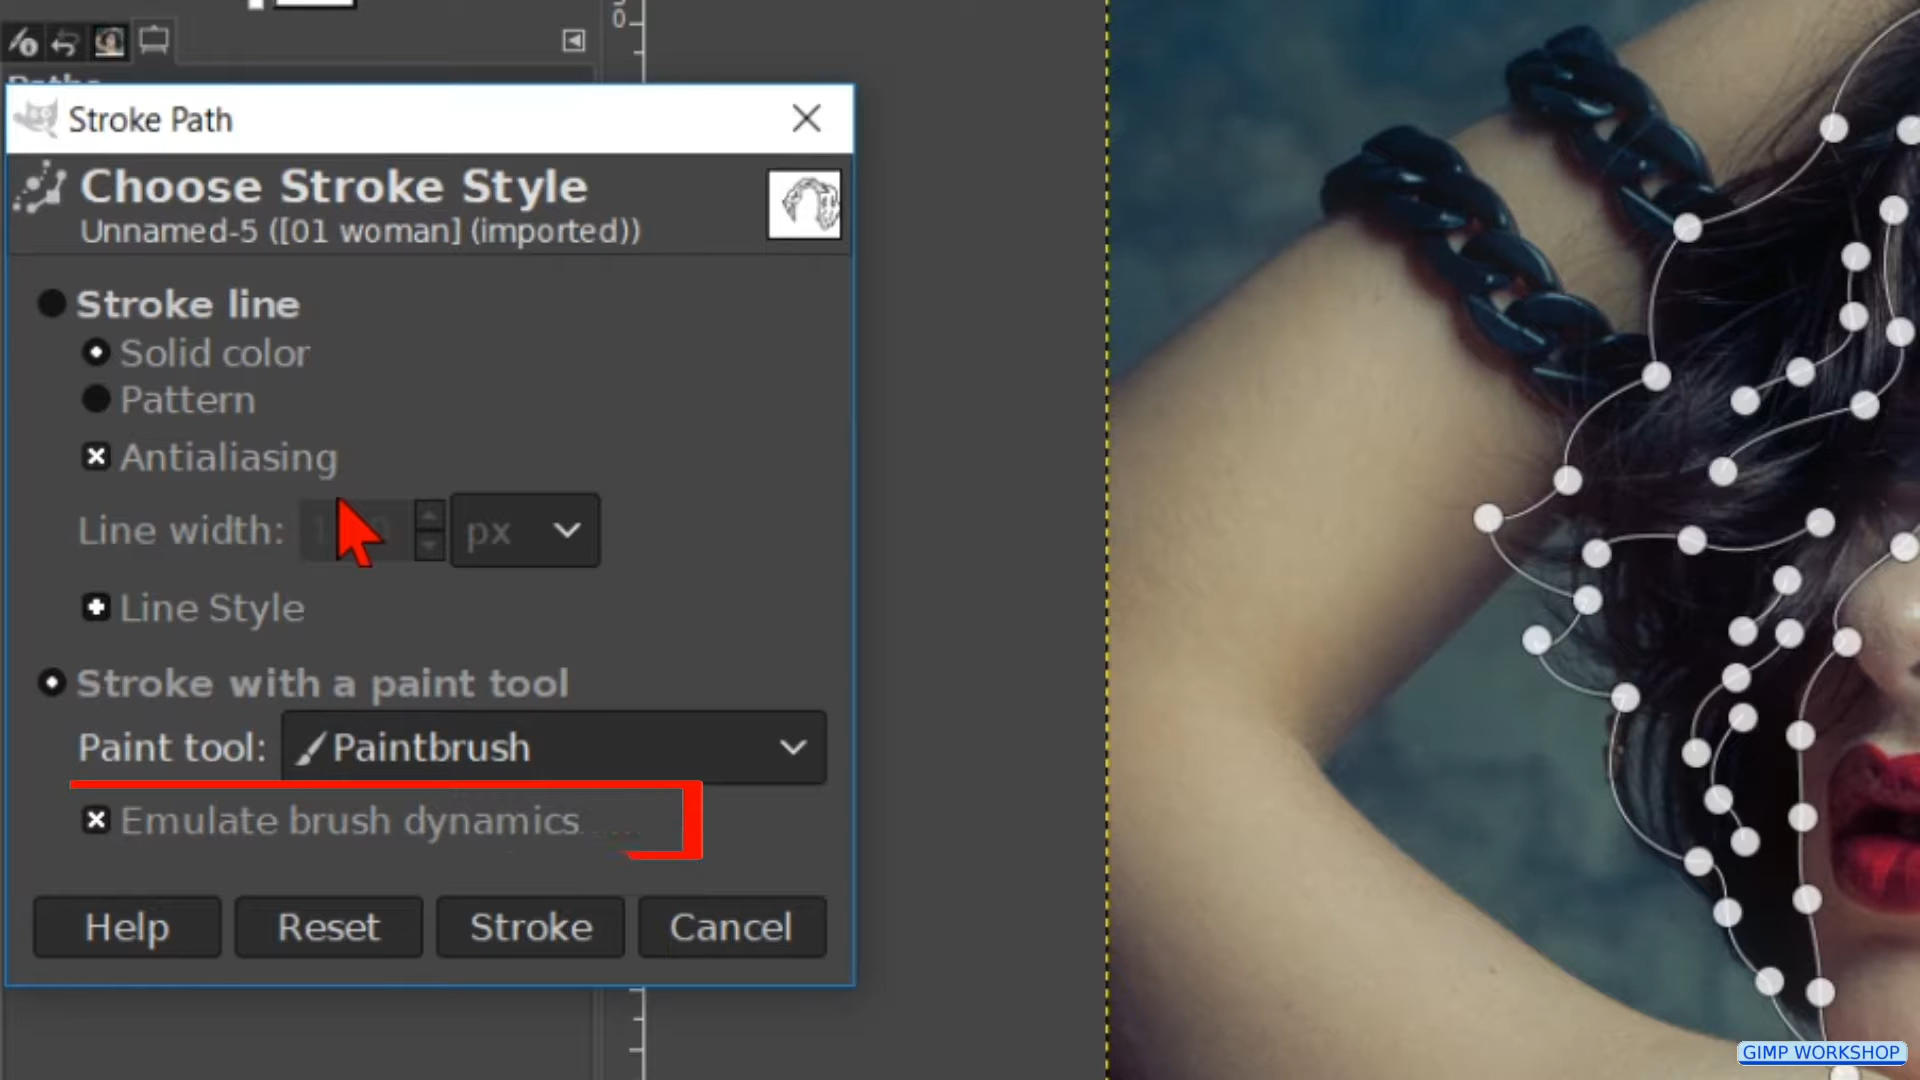 0
Stroke Path
Choose Stroke Style
Unnamed-5 ([01 woman] (imported))
Stroke line
Solid color
Pattern
Antialiasing
Line width:
px
Line Style
Stroke with a paint tool
Paint tool: Paintbrush
Emulate brush dynamics
Help Reset Stroke Cancel
GIMP WORKSHOP